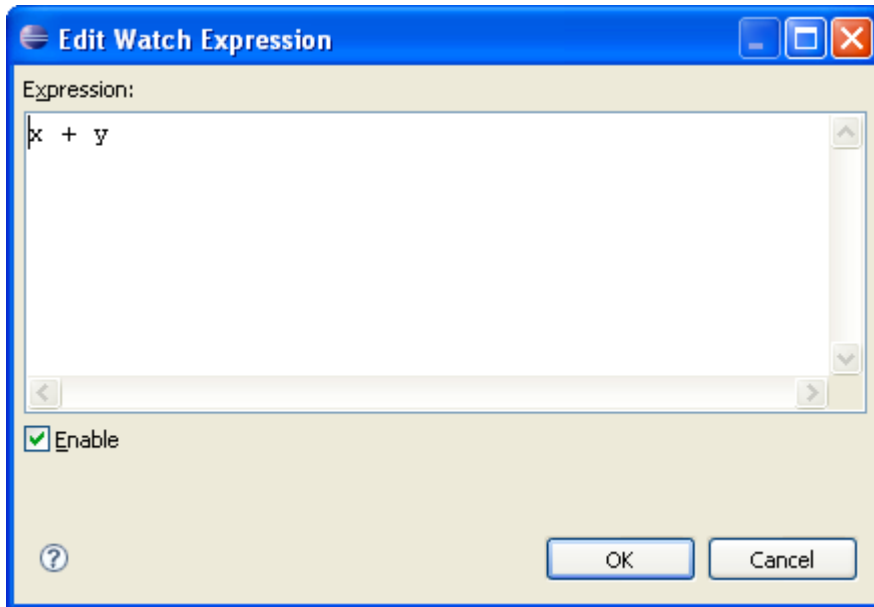 Edit Watch Expression
Expression:
x + y
Enable
OK Cancel